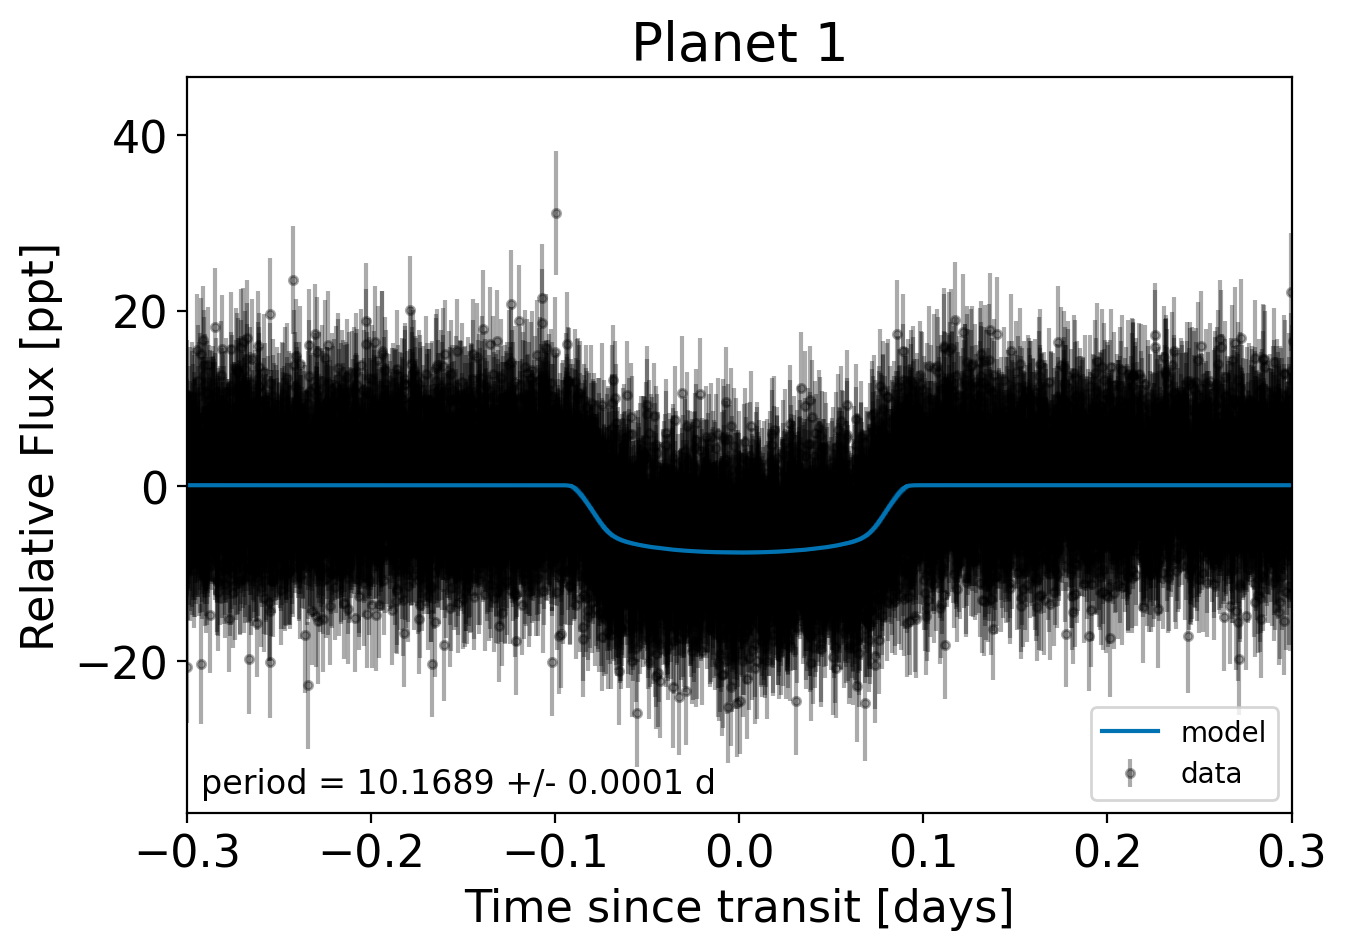 Planet 1
Relative Flux [ppt]
40
20
0
−20
period = 10.1689 +/- 0.0001 d
model
data
−0.3 −0.2 −0.1 0.0 0.1 0.2 0.3
Time since transit [days]